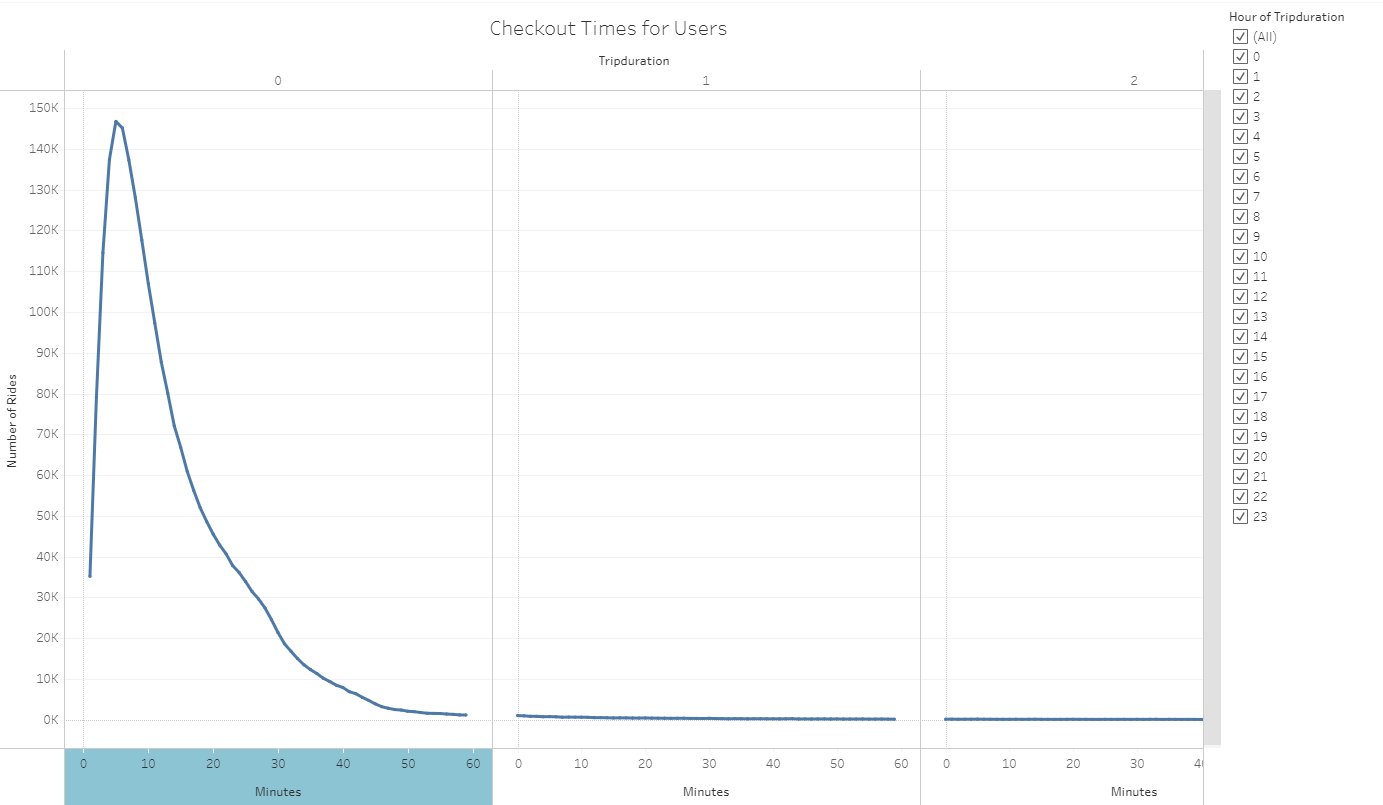 Checkout Times for Users
Tripduration
0 1 2
150K
140K
130K
120K
110K
100K
90K
80K
70K
60K
50K
40K
30K
20K
10K
0K
Number of Rides
0 10 20 30 40 50 60 0 10 20 30 40 50 60 0 10 20 30 4
Minutes Minutes Minutes
Hour of Tripduration
(All)
0
1
2
3
4
5
6
7
8
9
10
11
12
13
14
15
16
17
18
19
20
21
22
23